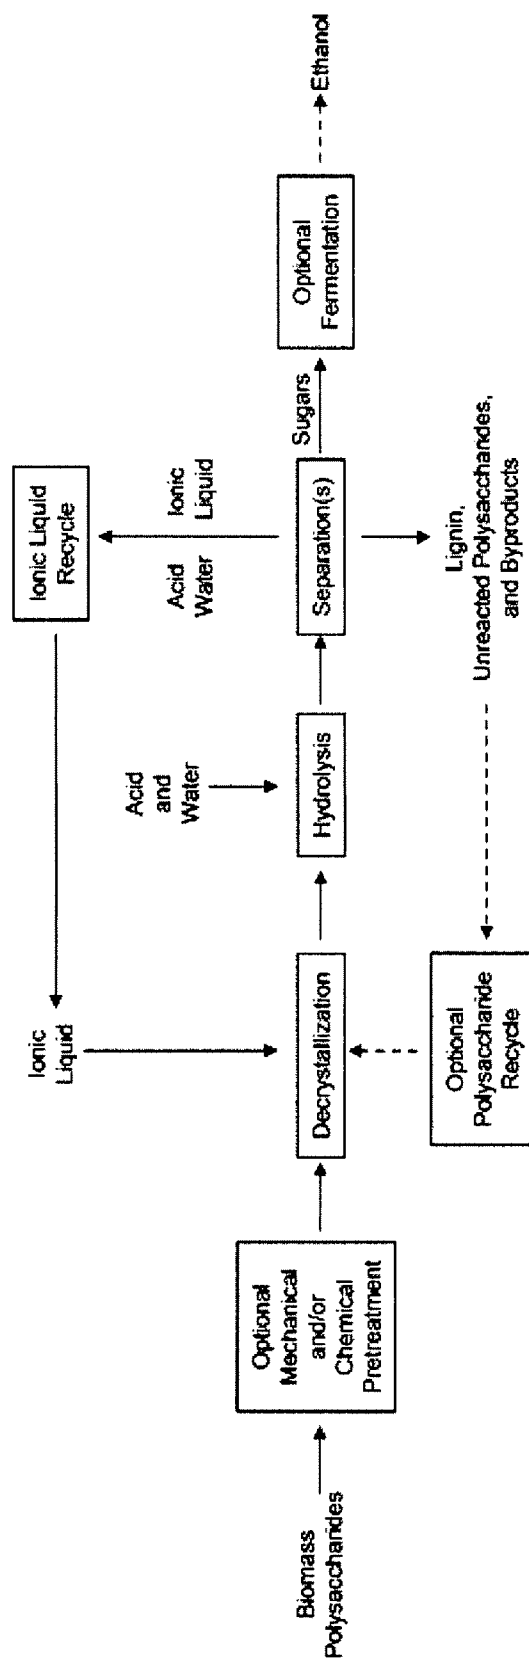 Biomass
Polysaccharides
Optional
Mechanical
and/or
Chemical
Pretreatment
Ionic
Liquid
Decrystallization
Optional
Polysaccharide
Recycle
Acid
and
Water
Hydrolysis
Ionic Liquid
Recycle
Acid
Water
Ionic
Liquid
Separation(s)
Sugars
Lignin,
Unreacted Polysaccharides,
and Byproducts
Optional
Fermentation
Ethanol